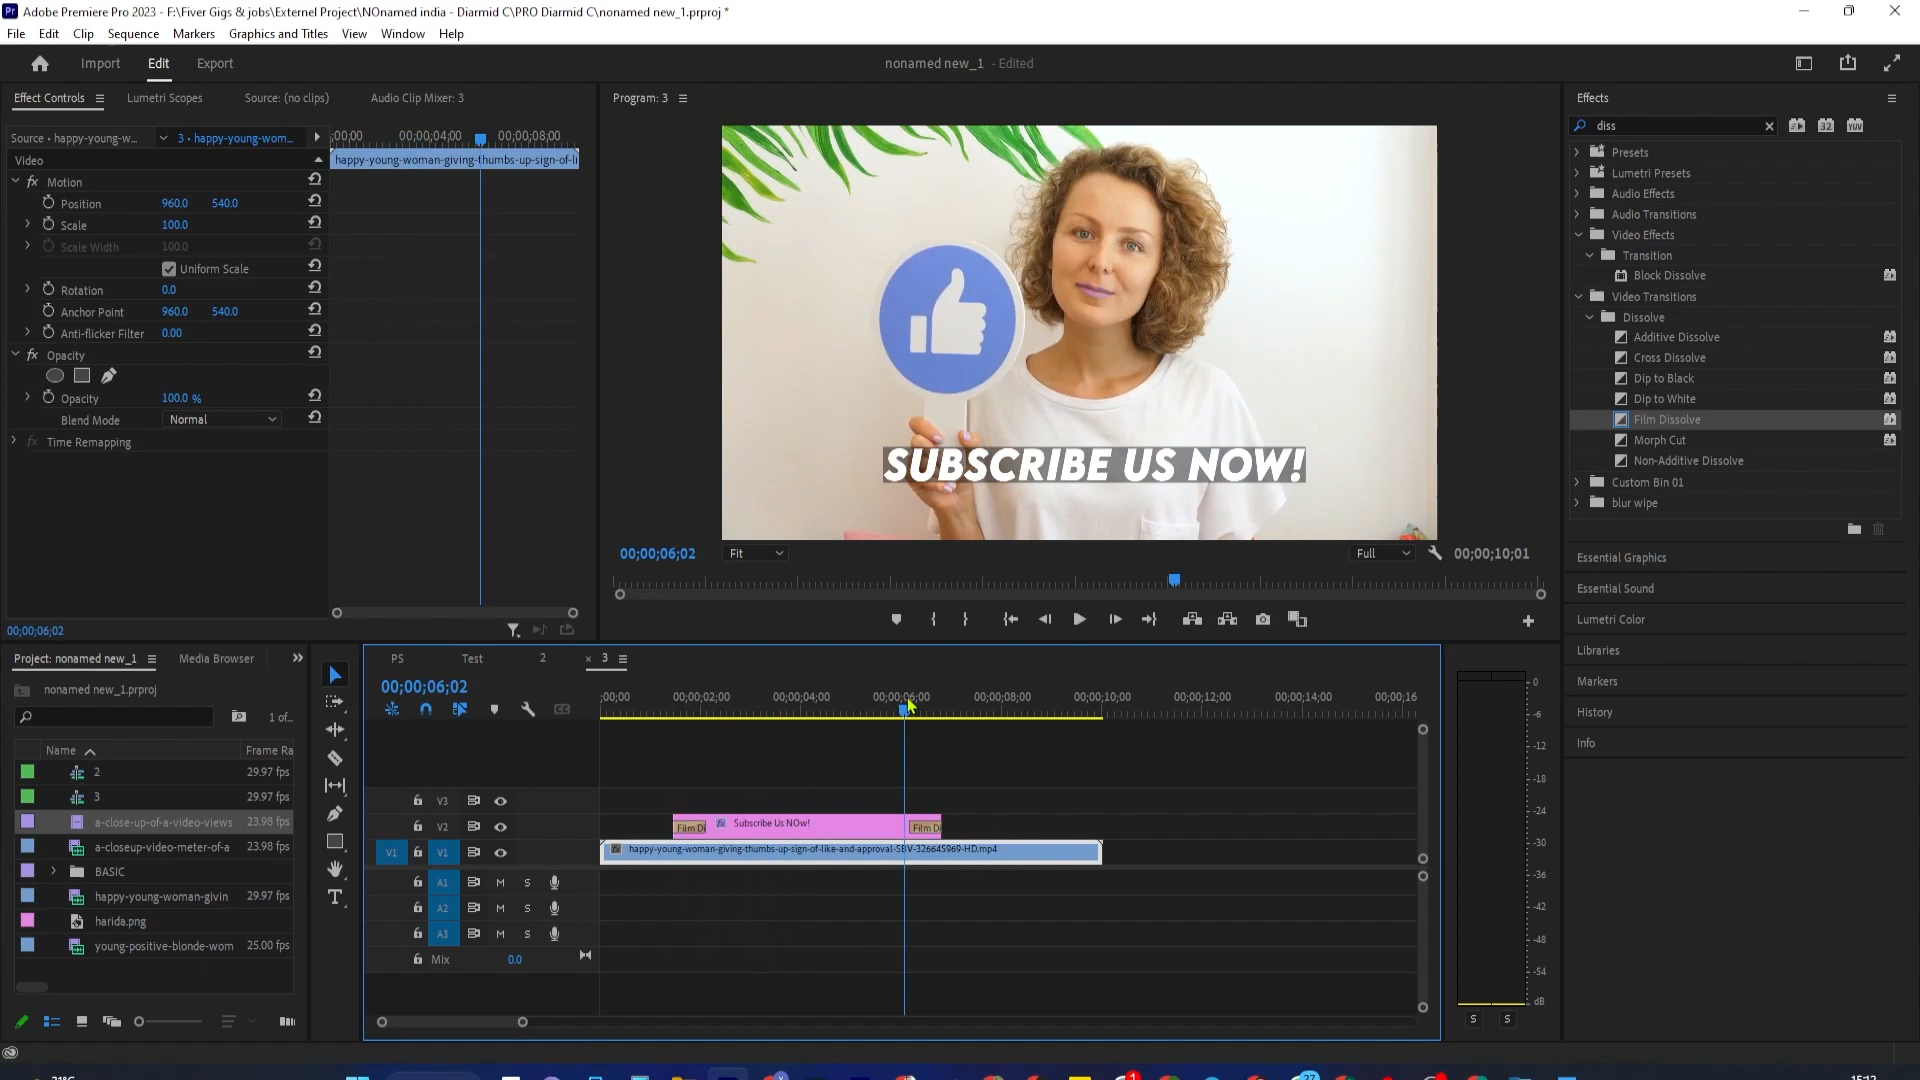 Pr Adobe Premiere Pro 2023 - F:\Fiver Gigs & jobs\Externel Project\NOnamed india - Diarmid C\PRO Diarmid C\nonamed new_1.prproj *
File Edit Clip Sequence Markers Graphics and Titles View Window Help
Import Edit Export
nonamed new_1 - Edited
Effect Controls Lumetri Scopes Source: (no clips) Audio Clip Mixer: 3
Program: 3
Effects
diss
32 YUV
Source • happy-young-w... 3 • happy-young-wom...
;00;00 00;00;04;00 00;00;08;00
Video
happy-young-woman-giving-thumbs-up-sign-of-li
fx Motion
Position 960.0 540.0
Scale 100.0
Scale Width 100.0
Uniform Scale
Rotation 0.0
Anchor Point 960.0 540.0
Anti-flicker Filter 0.00
fx Opacity
Opacity 100.0 %
Blend Mode Normal
fx Time Remapping
00;00;06;02
SUBSCRIBE US NOW!
00;00;06;02 Fit Full 00;00;10;01
Presets
Lumetri Presets
Audio Effects
Audio Transitions
Video Effects
Transition
Block Dissolve
Video Transitions
Dissolve
Additive Dissolve
Cross Dissolve
Dip to Black
Dip to White
Film Dissolve
Morph Cut
Non-Additive Dissolve
Custom Bin 01
blur wipe
Essential Graphics
Essential Sound
Lumetri Color
Libraries
Markers
History
Info
Project: nonamed new_1 Media Browser
nonamed new_1.prproj
1 of...
Name Frame Ra
2 29.97 fps
3 29.97 fps
a-close-up-of-a-video-views 23.98 fps
a-closeup-video-meter-of-a 23.98 fps
BASIC
happy-young-woman-givin 29.97 fps
harida.png
young-positive-blonde-wom 25.00 fps
PS Test 2 × 3
00;00;06;02
;00;00 00;00;02;00 00;00;04;00 00;00;06;00 00;00;08;00 00;00;10;00 00;00;12;00 00;00;14;00 00;00;16
V3
V2
Film Di fx Subscribe Us NOw! Film Di
V1 V1
fx happy-young-woman-giving-thumbs-up-sign-of-like-and-approval-SBV-326645969-HD.mp4
A1 M S
A2 M S
A3 M S
Mix 0.0
0
-6
-12
-18
-24
-30
-36
-42
-48
-54
dB
S S